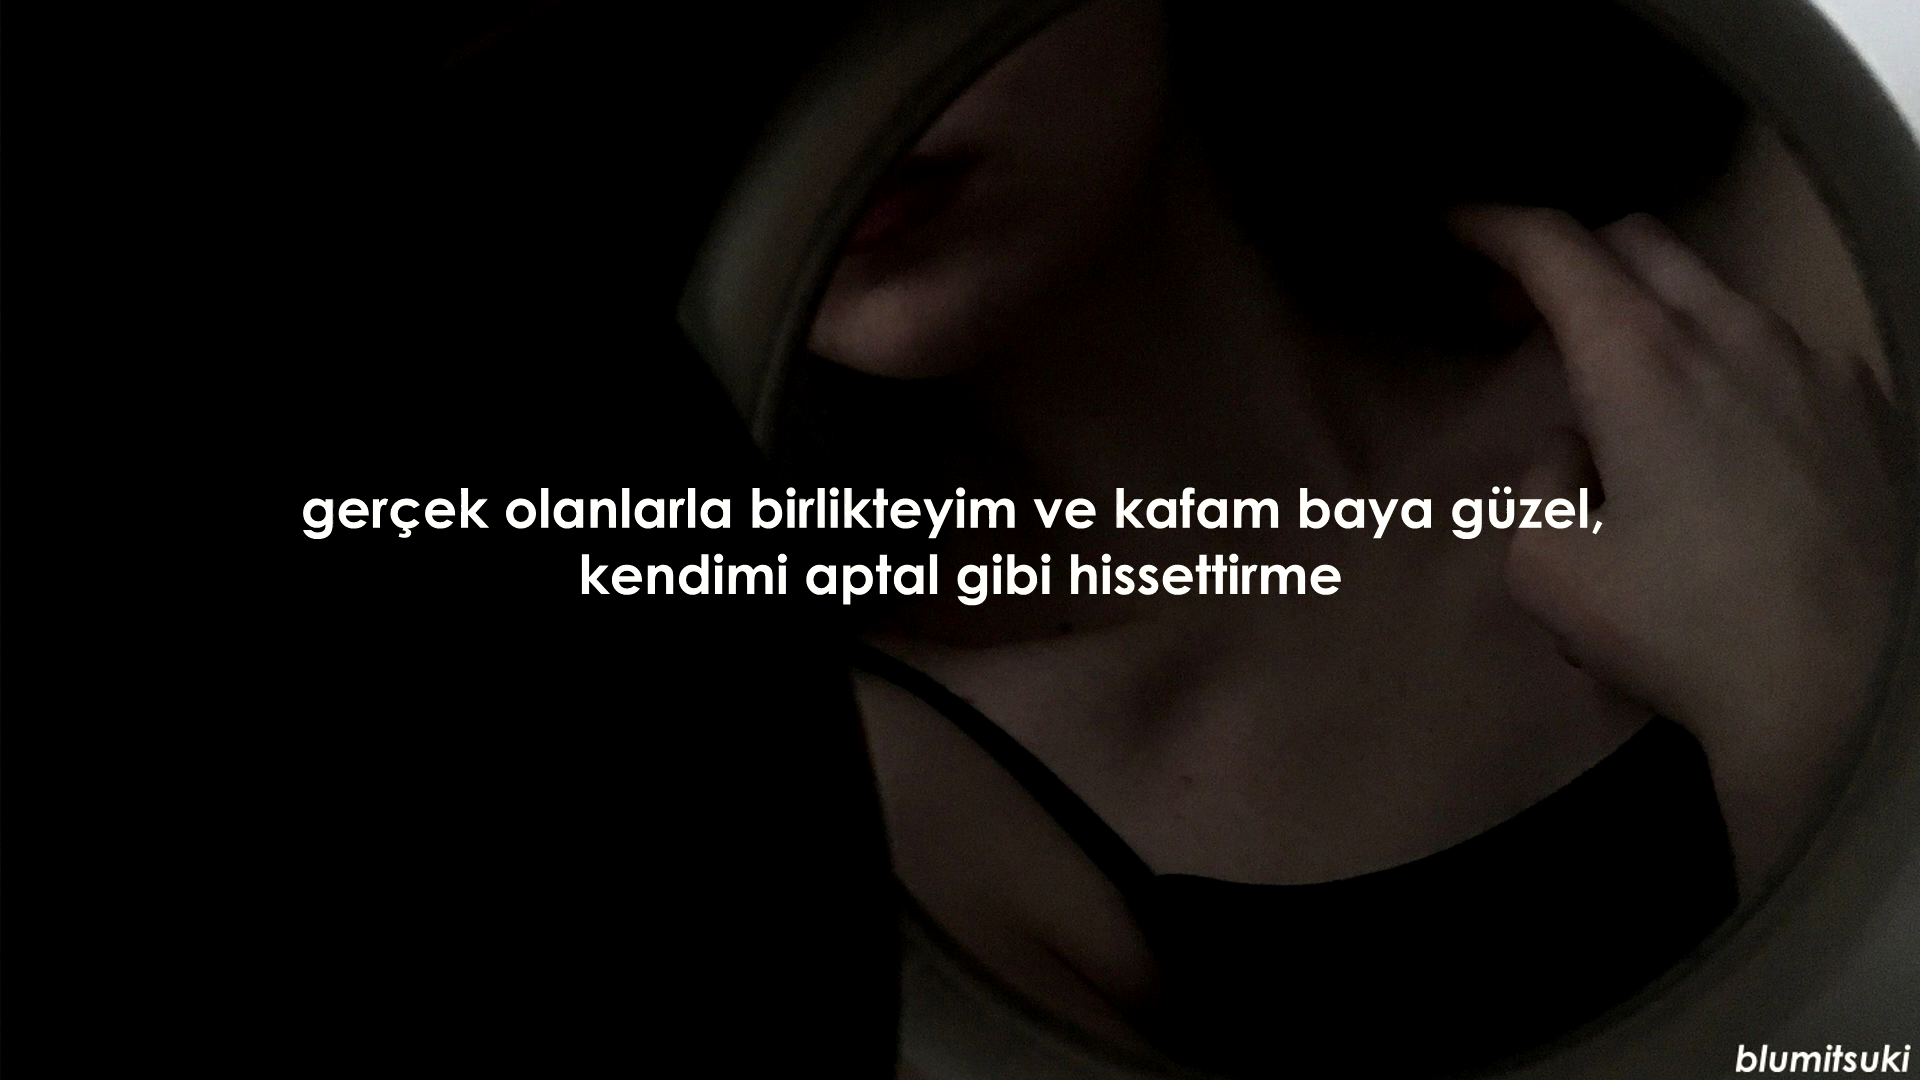 gerçek olanlarla birlikteyim ve kafam baya güzel,
kendimi aptal gibi hissettirme
blumitsuki